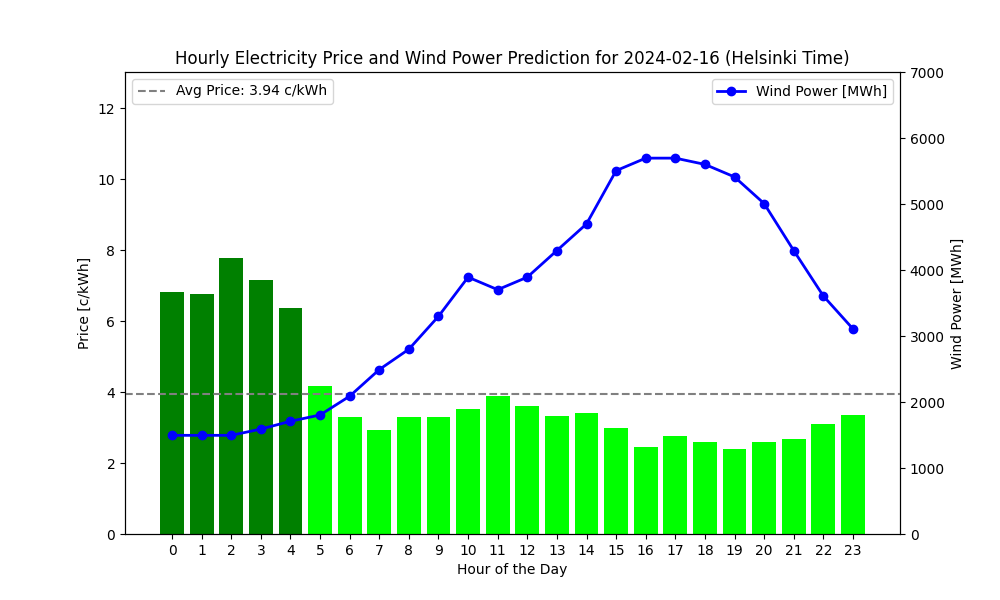 Hourly Electricity Price and Wind Power Prediction for 2024-02-16 (Helsinki Time)
Avg Price: 3.94 c/kWh
Wind Power [MWh]
Price [c/kWh]
12
10
8
6
4
2
0
7000
6000
5000
4000
3000
2000
1000
0
Wind Power [MWh]
0 1 2 3 4 5 6 7 8 9 10 11 12 13 14 15 16 17 18 19 20 21 22 23
Hour of the Day